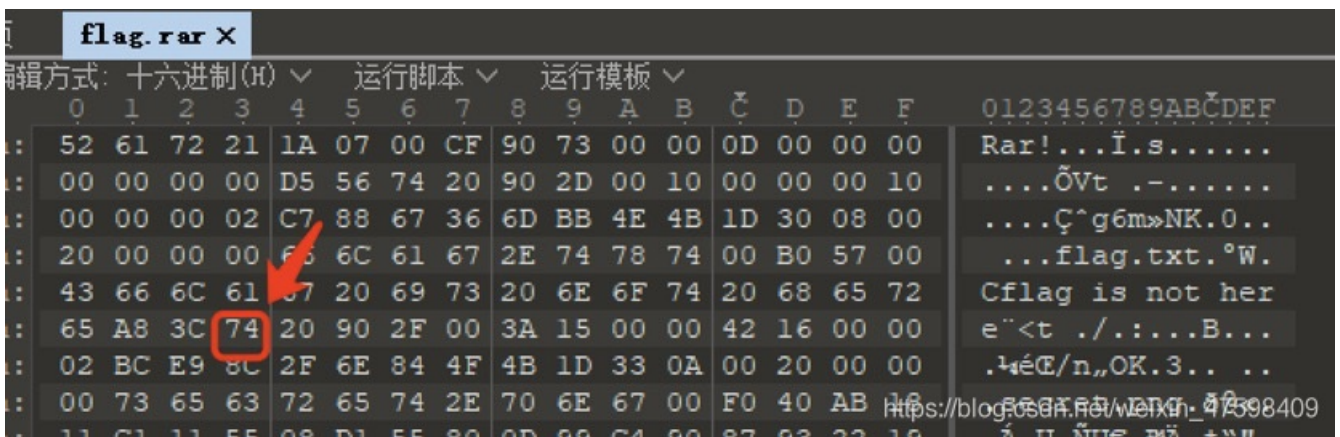 flag.rar ×
编辑方式: 十六进制(H) 运行脚本 运行模板
0 1 2 3 4 5 6 7 8 9 A B Č D E F 0123456789ABČDEF
52 61 72 21 1A 07 00 CF 90 73 00 00 0D 00 00 00 Rar!...Ï.s......
00 00 00 00 D5 56 74 20 90 2D 00 10 00 00 00 10 ....ÕVt .-......
00 00 00 02 C7 88 67 36 6D BB 4E 4B 1D 30 08 00 ....Çˆg6m»NK.0..
20 00 00 00 66 6C 61 67 2E 74 78 74 00 B0 57 00 ...flag.txt.°W.
43 66 6C 61 67 20 69 73 20 6E 6F 74 20 68 65 72 Cflag is not her
65 A8 3C 74 20 90 2F 00 3A 15 00 00 42 16 00 00 e¨<t ./.:...B...
02 BC E9 8C 2F 6E 84 4F 4B 1D 33 0A 00 20 00 00 .¼éŒ/n„OK.3.. ..
00 73 65 63 72 65 74 2E 70 6E 67 00 F0 40 AB
https://blog.csdn.net/weixin_47598409